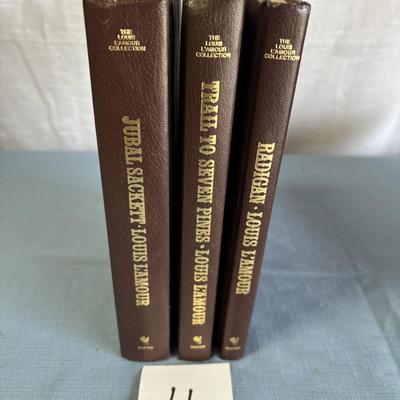 THE
LOUIS
L'AMOUR
COLLECTION
JUBAL SACKETT • LOUIS L'AMOUR
THE
LOUIS
L'AMOUR
COLLECTION
TRAIL TO SEVEN PINES • LOUIS L'AMOUR
THE
LOUIS
L'AMOUR
COLLECTION
RADIGAN • LOUIS L'AMOUR
11